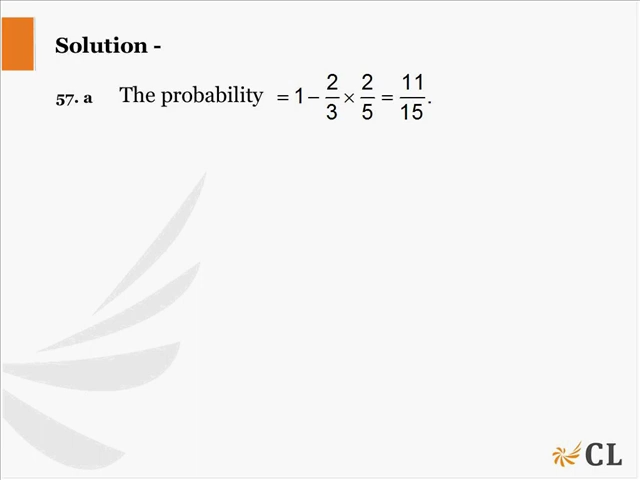 Solution -
57. a The probability = 1 − 2/3 × 2/5 = 11/15.
CL